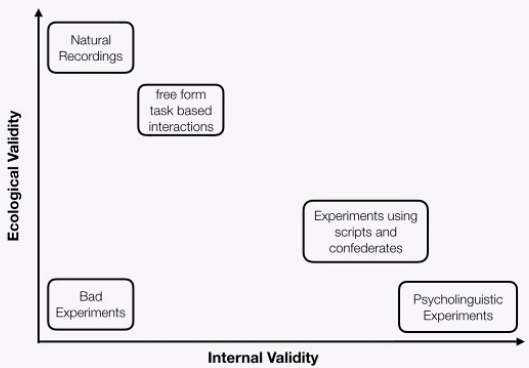 Natural
Recordings
free form
task based
interactions
Experiments using
scripts and
confederates
Bad
Experiments
Psycholinguistic
Experiments
Ecological Validity
Internal Validity